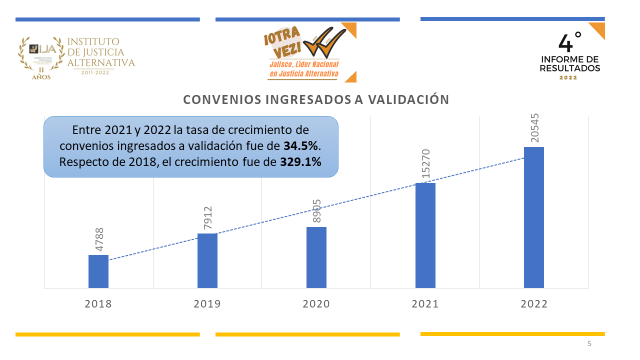 IJA
INSTITUTO
DE JUSTICIA
ALTERNATIVA
2011-2022
11
AÑOS
¡OTRA
VEZ!
Jalisco, Líder Nacional
en Justicia Alternativa
4°
INFORME DE
RESULTADOS
2022
CONVENIOS INGRESADOS A VALIDACIÓN
Entre 2021 y 2022 la tasa de crecimiento de
convenios ingresados a validación fue de 34.5%.
Respecto de 2018, el crecimiento fue de 329.1%
4788
7912
8905
15270
20545
2018
2019
2020
2021
2022
5